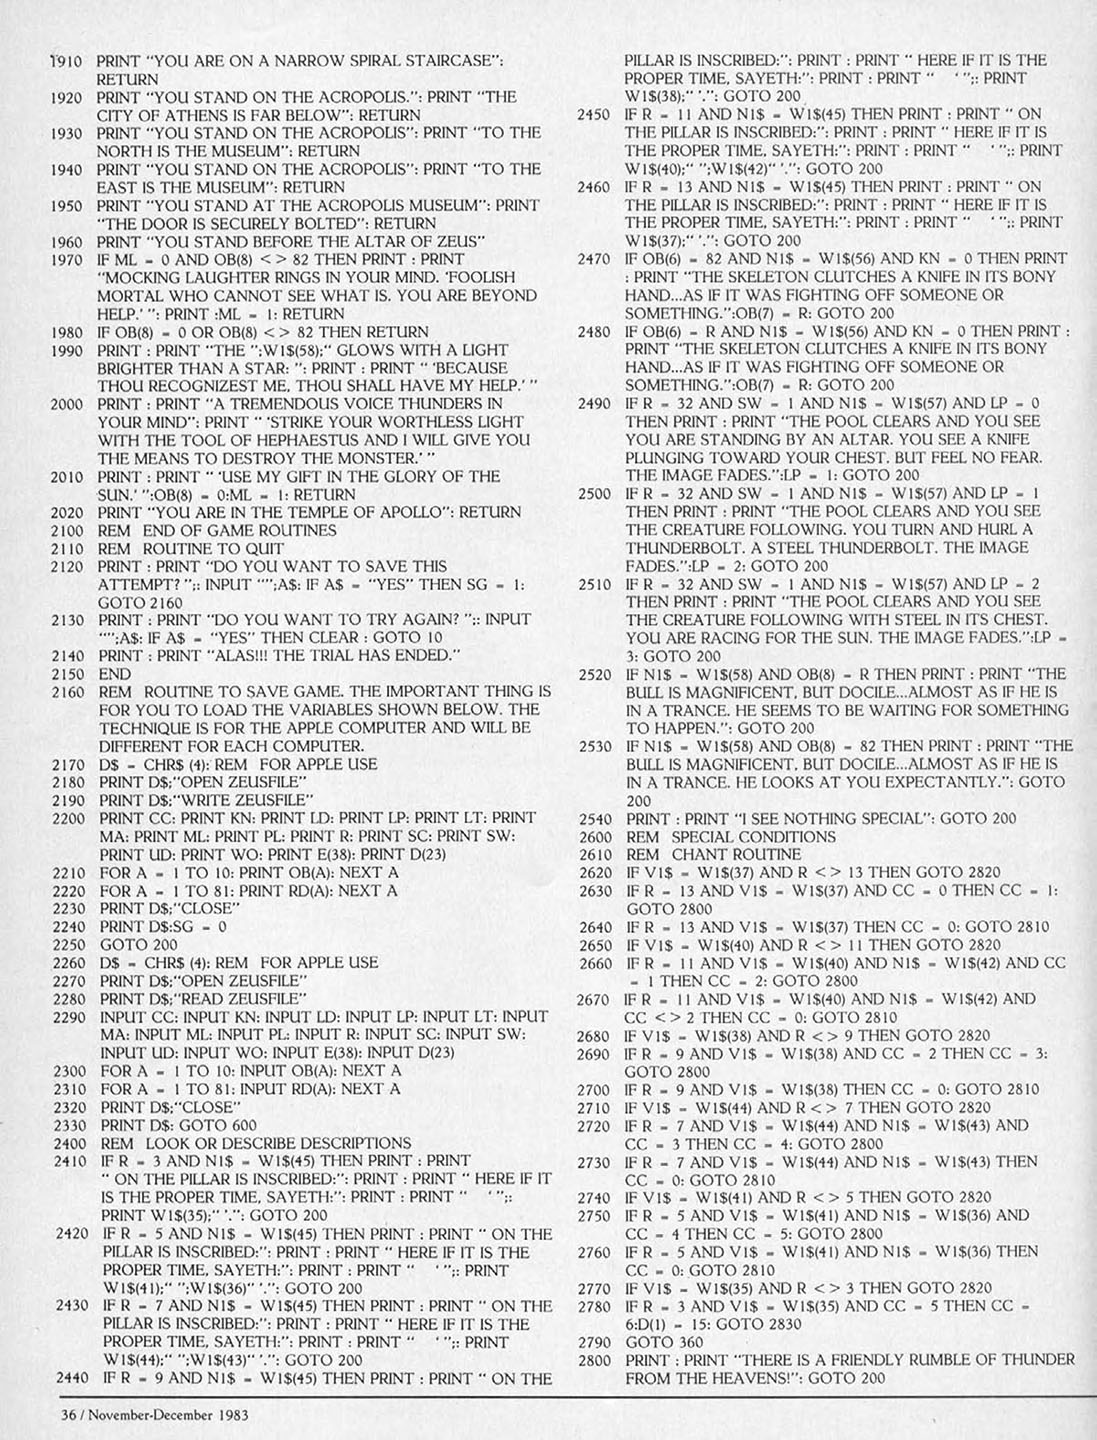 1910 PRINT "YOU ARE ON A NARROW SPIRAL STAIRCASE":
RETURN
1920 PRINT "YOU STAND ON THE ACROPOLIS.": PRINT "THE
CITY OF ATHENS IS FAR BELOW": RETURN
1930 PRINT "YOU STAND ON THE ACROPOLIS": PRINT "TO THE
NORTH IS THE MUSEUM": RETURN
1940 PRINT "YOU STAND ON THE ACROPOLIS": PRINT "TO THE
EAST IS THE MUSEUM": RETURN
1950 PRINT "YOU STAND AT THE ACROPOLIS MUSEUM": PRINT
"THE DOOR IS SECURELY BOLTED": RETURN
1960 PRINT "YOU STAND BEFORE THE ALTAR OF ZEUS"
1970 IF ML = 0 AND OB(8) < > 82 THEN PRINT : PRINT
"MOCKING LAUGHTER RINGS IN YOUR MIND. 'FOOLISH
MORTAL WHO CANNOT SEE WHAT IS. YOU ARE BEYOND
HELP.' ": PRINT :ML = 1: RETURN
1980 IF OB(8) = 0 OR OB(8) < > 82 THEN RETURN
1990 PRINT : PRINT "THE ";W1$(58);" GLOWS WITH A LIGHT
BRIGHTER THAN A STAR: ": PRINT : PRINT " 'BECAUSE
THOU RECOGNIZEST ME, THOU SHALL HAVE MY HELP.' "
2000 PRINT : PRINT "A TREMENDOUS VOICE THUNDERS IN
YOUR MIND": PRINT " 'STRIKE YOUR WORTHLESS LIGHT
WITH THE TOOL OF HEPHAESTUS AND I WILL GIVE YOU
THE MEANS TO DESTROY THE MONSTER.' "
2010 PRINT : PRINT " 'USE MY GIFT IN THE GLORY OF THE
SUN.' ":OB(8) = 0:ML = 1: RETURN
2020 PRINT "YOU ARE IN THE TEMPLE OF APOLLO": RETURN
2100 REM END OF GAME ROUTINES
2110 REM ROUTINE TO QUIT
2120 PRINT : PRINT "DO YOU WANT TO SAVE THIS
ATTEMPT? ";: INPUT "";A$: IF A$ = "YES" THEN SG = 1:
GOTO 2160
2130 PRINT : PRINT "DO YOU WANT TO TRY AGAIN? ";: INPUT
"";A$: IF A$ = "YES" THEN CLEAR : GOTO 10
2140 PRINT : PRINT "ALAS!!! THE TRIAL HAS ENDED."
2150 END
2160 REM ROUTINE TO SAVE GAME. THE IMPORTANT THING IS
FOR YOU TO LOAD THE VARIABLES SHOWN BELOW. THE
TECHNIQUE IS FOR THE APPLE COMPUTER AND WILL BE
DIFFERENT FOR EACH COMPUTER.
2170 D$ = CHR$ (4): REM FOR APPLE USE
2180 PRINT D$;"OPEN ZEUSFILE"
2190 PRINT D$;"WRITE ZEUSFILE"
2200 PRINT CC: PRINT KN: PRINT LD: PRINT LP: PRINT LT: PRINT
MA: PRINT ML: PRINT PL: PRINT R: PRINT SC: PRINT SW:
PRINT UD: PRINT WO: PRINT E(38): PRINT D(23)
2210 FOR A = 1 TO 10: PRINT OB(A): NEXT A
2220 FOR A = 1 TO 81: PRINT RD(A): NEXT A
2230 PRINT D$;"CLOSE"
2240 PRINT D$:SG = 0
2250 GOTO 200
2260 D$ = CHR$ (4): REM FOR APPLE USE
2270 PRINT D$;"OPEN ZEUSFILE"
2280 PRINT D$;"READ ZEUSFILE"
2290 INPUT CC: INPUT KN: INPUT LD: INPUT LP: INPUT LT: INPUT
MA: INPUT ML: INPUT PL: INPUT R: INPUT SC: INPUT SW:
INPUT UD: INPUT WO: INPUT E(38): INPUT D(23)
2300 FOR A = 1 TO 10: INPUT OB(A): NEXT A
2310 FOR A = 1 TO 81: INPUT RD(A): NEXT A
2320 PRINT D$;"CLOSE"
2330 PRINT D$: GOTO 600
2400 REM LOOK OR DESCRIBE DESCRIPTIONS
2410 IF R = 3 AND N1$ = W1$(45) THEN PRINT : PRINT
" ON THE PILLAR IS INSCRIBED:": PRINT : PRINT " HERE IF IT
IS THE PROPER TIME, SAYETH:": PRINT : PRINT " ' ";:
PRINT W1$(35);" '.": GOTO 200
2420 IF R = 5 AND N1$ = W1$(45) THEN PRINT : PRINT " ON THE
PILLAR IS INSCRIBED:": PRINT : PRINT " HERE IF IT IS THE
PROPER TIME, SAYETH:": PRINT : PRINT " ' ";: PRINT
W1$(41);" ";W1$(36)" '.": GOTO 200
2430 IF R = 7 AND N1$ = W1$(45) THEN PRINT : PRINT " ON THE
PILLAR IS INSCRIBED:": PRINT : PRINT " HERE IF IT IS THE
PROPER TIME, SAYETH:": PRINT : PRINT " ' ";: PRINT
W1$(44);" ";W1$(43)" '.": GOTO 200
2440 IF R = 9 AND N1$ = W1$(45) THEN PRINT : PRINT " ON THE
PILLAR IS INSCRIBED:": PRINT : PRINT " HERE IF IT IS THE
PROPER TIME, SAYETH:": PRINT : PRINT " ' ";: PRINT
W1$(38);" '.": GOTO 200
2450 IF R = 11 AND N1$ = W1$(45) THEN PRINT : PRINT " ON
THE PILLAR IS INSCRIBED:": PRINT : PRINT " HERE IF IT IS
THE PROPER TIME, SAYETH:": PRINT : PRINT " ' ";: PRINT
W1$(40);" ";W1$(42)" '.": GOTO 200
2460 IF R = 13 AND N1$ = W1$(45) THEN PRINT : PRINT " ON
THE PILLAR IS INSCRIBED:": PRINT : PRINT " HERE IF IT IS
THE PROPER TIME, SAYETH:": PRINT : PRINT " ' ";: PRINT
W1$(37);" '.": GOTO 200
2470 IF OB(6) = 82 AND N1$ = W1$(56) AND KN = 0 THEN PRINT
: PRINT "THE SKELETON CLUTCHES A KNIFE IN ITS BONY
HAND...AS IF IT WAS FIGHTING OFF SOMEONE OR
SOMETHING.":OB(7) = R: GOTO 200
2480 IF OB(6) = R AND N1$ = W1$(56) AND KN = 0 THEN PRINT :
PRINT "THE SKELETON CLUTCHES A KNIFE IN ITS BONY
HAND...AS IF IT WAS FIGHTING OFF SOMEONE OR
SOMETHING.":OB(7) = R: GOTO 200
2490 IF R = 32 AND SW = 1 AND N1$ = W1$(57) AND LP = 0
THEN PRINT : PRINT "THE POOL CLEARS AND YOU SEE
YOU ARE STANDING BY AN ALTAR. YOU SEE A KNIFE
PLUNGING TOWARD YOUR CHEST. BUT FEEL NO FEAR.
THE IMAGE FADES.":LP = 1: GOTO 200
2500 IF R = 32 AND SW = 1 AND N1$ = W1$(57) AND LP = 1
THEN PRINT : PRINT "THE POOL CLEARS AND YOU SEE
THE CREATURE FOLLOWING. YOU TURN AND HURL A
THUNDERBOLT. A STEEL THUNDERBOLT. THE IMAGE
FADES.":LP = 2: GOTO 200
2510 IF R = 32 AND SW = 1 AND N1$ = W1$(57) AND LP = 2
THEN PRINT : PRINT "THE POOL CLEARS AND YOU SEE
THE CREATURE FOLLOWING WITH STEEL IN ITS CHEST.
YOU ARE RACING FOR THE SUN. THE IMAGE FADES.":LP =
3: GOTO 200
2520 IF N1$ = W1$(58) AND OB(8) = R THEN PRINT : PRINT "THE
BULL IS MAGNIFICENT, BUT DOCILE...ALMOST AS IF HE IS
IN A TRANCE. HE SEEMS TO BE WAITING FOR SOMETHING
TO HAPPEN.": GOTO 200
2530 IF N1$ = W1$(58) AND OB(8) = 82 THEN PRINT : PRINT "THE
BULL IS MAGNIFICENT, BUT DOCILE...ALMOST AS IF HE IS
IN A TRANCE. HE LOOKS AT YOU EXPECTANTLY.": GOTO
200
2540 PRINT : PRINT "I SEE NOTHING SPECIAL": GOTO 200
2600 REM SPECIAL CONDITIONS
2610 REM CHANT ROUTINE
2620 IF V1$ = W1$(37) AND R < > 13 THEN GOTO 2820
2630 IF R = 13 AND V1$ = W1$(37) AND CC = 0 THEN CC = 1:
GOTO 2800
2640 IF R = 13 AND V1$ = W1$(37) THEN CC = 0: GOTO 2810
2650 IF V1$ = W1$(40) AND R < > 11 THEN GOTO 2820
2660 IF R = 11 AND V1$ = W1$(40) AND N1$ = W1$(42) AND CC
= 1 THEN CC = 2: GOTO 2800
2670 IF R = 11 AND V1$ = W1$(40) AND N1$ = W1$(42) AND
CC < > 2 THEN CC = 0: GOTO 2810
2680 IF V1$ = W1$(38) AND R < > 9 THEN GOTO 2820
2690 IF R = 9 AND V1$ = W1$(38) AND CC = 2 THEN CC = 3:
GOTO 2800
2700 IF R = 9 AND V1$ = W1$(38) THEN CC = 0: GOTO 2810
2710 IF V1$ = W1$(44) AND R < > 7 THEN GOTO 2820
2720 IF R = 7 AND V1$ = W1$(44) AND N1$ = W1$(43) AND
CC = 3 THEN CC = 4: GOTO 2800
2730 IF R = 7 AND V1$ = W1$(44) AND N1$ = W1$(43) THEN
CC = 0: GOTO 2810
2740 IF V1$ = W1$(41) AND R < > 5 THEN GOTO 2820
2750 IF R = 5 AND V1$ = W1$(41) AND N1$ = W1$(36) AND
CC = 4 THEN CC = 5: GOTO 2800
2760 IF R = 5 AND V1$ = W1$(41) AND N1$ = W1$(36) THEN
CC = 0: GOTO 2810
2770 IF V1$ = W1$(35) AND R < > 3 THEN GOTO 2820
2780 IF R = 3 AND V1$ = W1$(35) AND CC = 5 THEN CC =
6:D(1) = 15: GOTO 2830
2790 GOTO 360
2800 PRINT : PRINT "THERE IS A FRIENDLY RUMBLE OF THUNDER
FROM THE HEAVENS!": GOTO 200
36 / November-December 1983